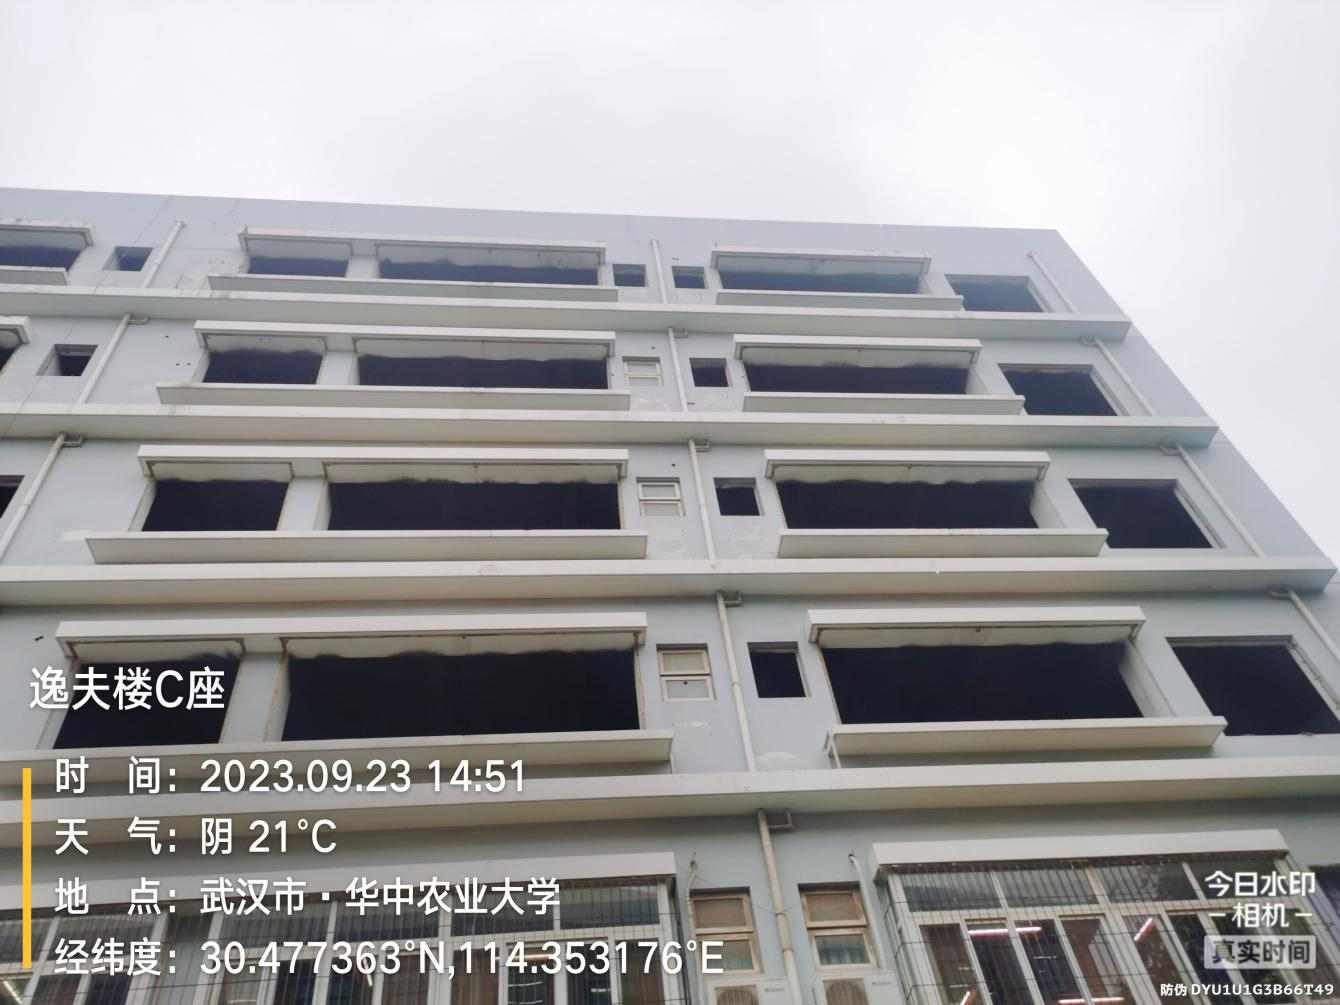 逸夫楼C座
时 间：2023.09.23 14:51
天 气：阴 21°C
地 点：武汉市·华中农业大学
经纬度：30.477363°N,114.353176°E
今日水印
相机
真实时间
防伪 DYU1U1G3B66T49